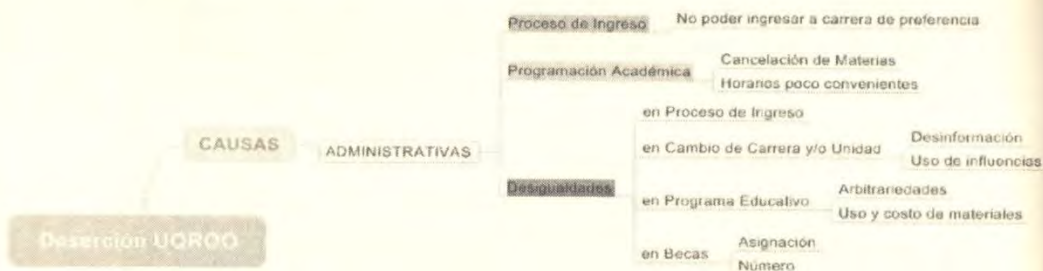 Proceso de Ingreso
No poder ingresar a carrera de preferencia
Programación Académica
Cancelación de Materias
Horarios poco convenientes
CAUSAS
ADMINISTRATIVAS
Desigualdades
en Proceso de Ingreso
en Cambio de Carrera y/o Unidad
Desinformación
Uso de influencias
en Programa Educativo
Arbitrariedades
Uso y costo de materiales
en Becas
Asignación
Número
Deserción UQROO